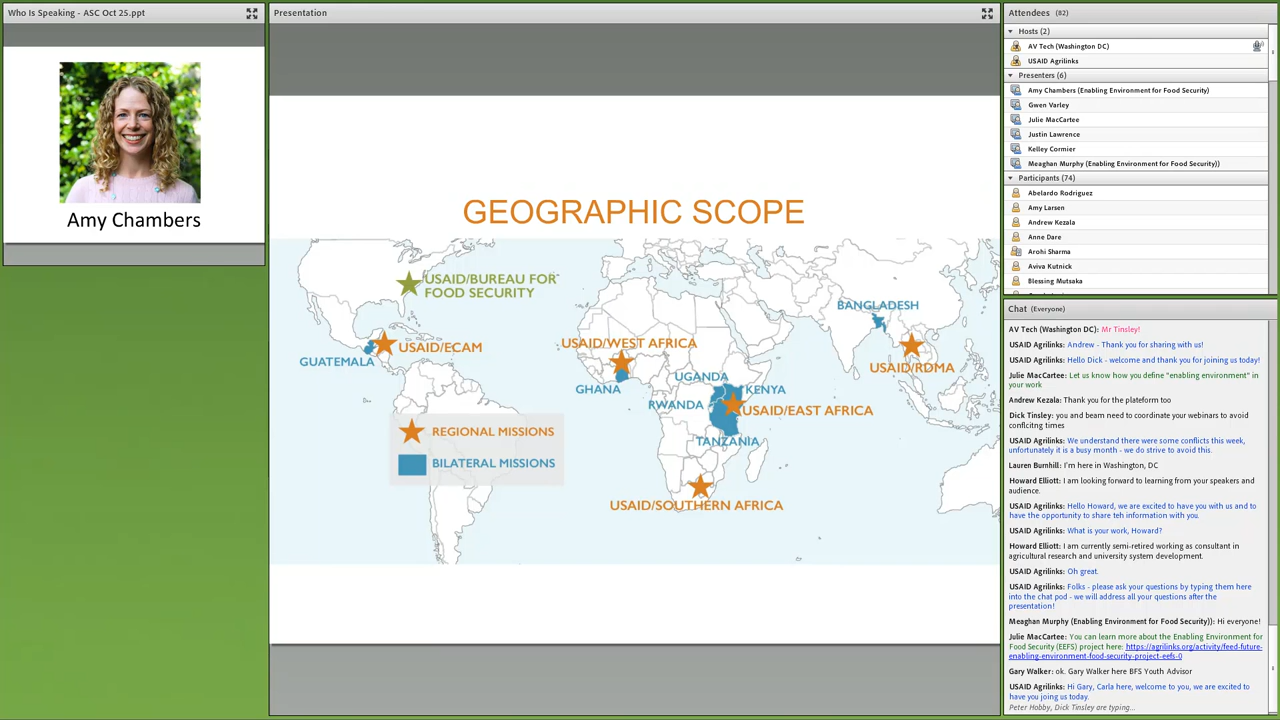 Who Is Speaking - ASC Oct 25.ppt
Amy Chambers
Presentation
GEOGRAPHIC SCOPE
USAID/BUREAU FOR
FOOD SECURITY
BANGLADESH
USAID/WEST AFRICA
USAID/ECAM
GUATEMALA
USAID/RDMA
UGANDA
GHANA
KENYA
RWANDA
USAID/EAST AFRICA
REGIONAL MISSIONS
TANZANIA
BILATERAL MISSIONS
USAID/SOUTHERN AFRICA
Attendees (82)
Hosts (2)
AV Tech (Washington DC)
USAID Agrilinks
Presenters (6)
Amy Chambers (Enabling Environment for Food Security)
Gwen Varley
Julie MacCartee
Justin Lawrence
Kelley Cormier
Meaghan Murphy (Enabling Environment for Food Security))
Participants (74)
Abelardo Rodriguez
Amy Larsen
Andrew Kezala
Anne Dare
Arohi Sharma
Aviva Kutnick
Blessing Mutsaka
Chat (Everyone)
AV Tech (Washington DC): Mr Tinsley!
USAID Agrilinks: Andrew - Thank you for sharing with us!
USAID Agrilinks: Hello Dick - welcome and thank you for joining us today!
Julie MacCartee: Let us know how you define "enabling environment" in
your work
Andrew Kezala: Thank you for the plateform too
Dick Tinsley: you and beam need to coordinate your webinars to avoid
conflcitng times
USAID Agrilinks: We understand there were some conflicts this week,
unfortunately it is a busy month - we do strive to avoid this.
Lauren Burnhill: I'm here in Washington, DC
Howard Elliott: I am looking forward to learning from your speakers and
audience.
USAID Agrilinks: Hello Howard, we are excited to have you with us and to
have the opportunity to share teh information with you.
USAID Agrilinks: What is your work, Howard?
Howard Elliott: I am currently semi-retired working as consultant in
agricultural research and university system development.
USAID Agrilinks: Oh great.
USAID Agrilinks: Folks - please ask your questions by typing them here
into the chat pod - we will address all your questions after the
presentation!
Meaghan Murphy (Enabling Environment for Food Security)): Hi everyone!
Julie MacCartee: You can learn more about the Enabling Environment for
Food Security (EEFS) project here: https://agrilinks.org/activity/feed-future-
enabling-environment-food-security-project-eefs-0
Gary Walker: ok. Gary Walker here BFS Youth Advisor
USAID Agrilinks: Hi Gary, Carla here, welcome to you, we are excited to
have you joing us today.
Peter Hobby, Dick Tinsley are typing...